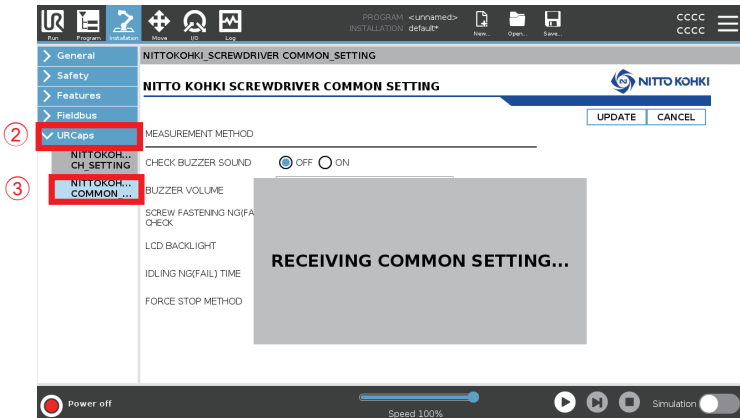 UR
PROGRAM <unnamed>
INSTALLATION default*
Run Program Installation Move I/O Log New... Open... Save...
CCCC
CCCC
General
NITTOKOHKI_SCREWDRIVER COMMON_SETTING
Safety
NITTO KOHKI SCREWDRIVER COMMON SETTING
NITTO KOHKI
Features
Fieldbus
UPDATE CANCEL
② URCaps
MEASUREMENT METHOD
NITTOKOH...
CH_SETTING
CHECK BUZZER SOUND OFF ON
③ NITTOKOH...
COMMON_...
BUZZER VOLUME
SCREW FASTENING NG(FA
CHECK
LCD BACKLIGHT
RECEIVING COMMON SETTING...
IDLING NG(FAIL) TIME
FORCE STOP METHOD
Power off
Speed 100%
Simulation